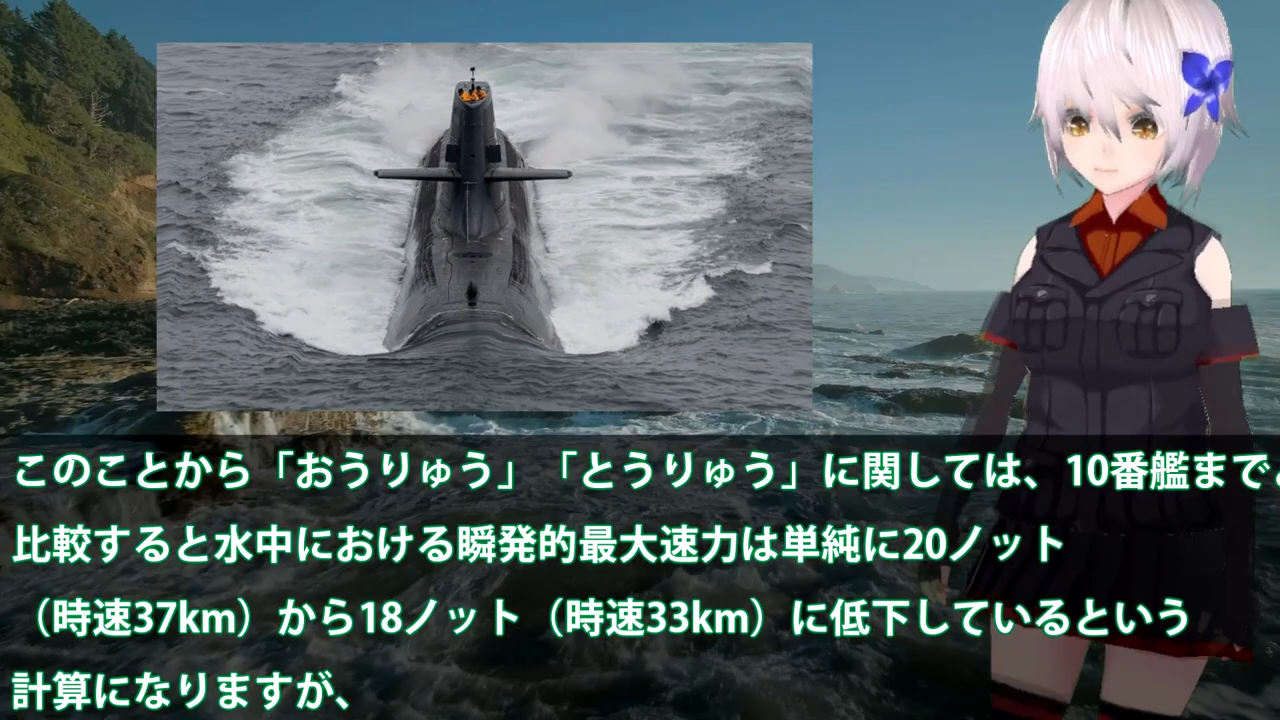 このことから「おうりゅう」「とうりゅう」に関しては、10番艦まで
比較すると水中における瞬発的最大速力は単純に20ノット
（時速37km）から18ノット（時速33km）に低下しているという
計算になりますが、